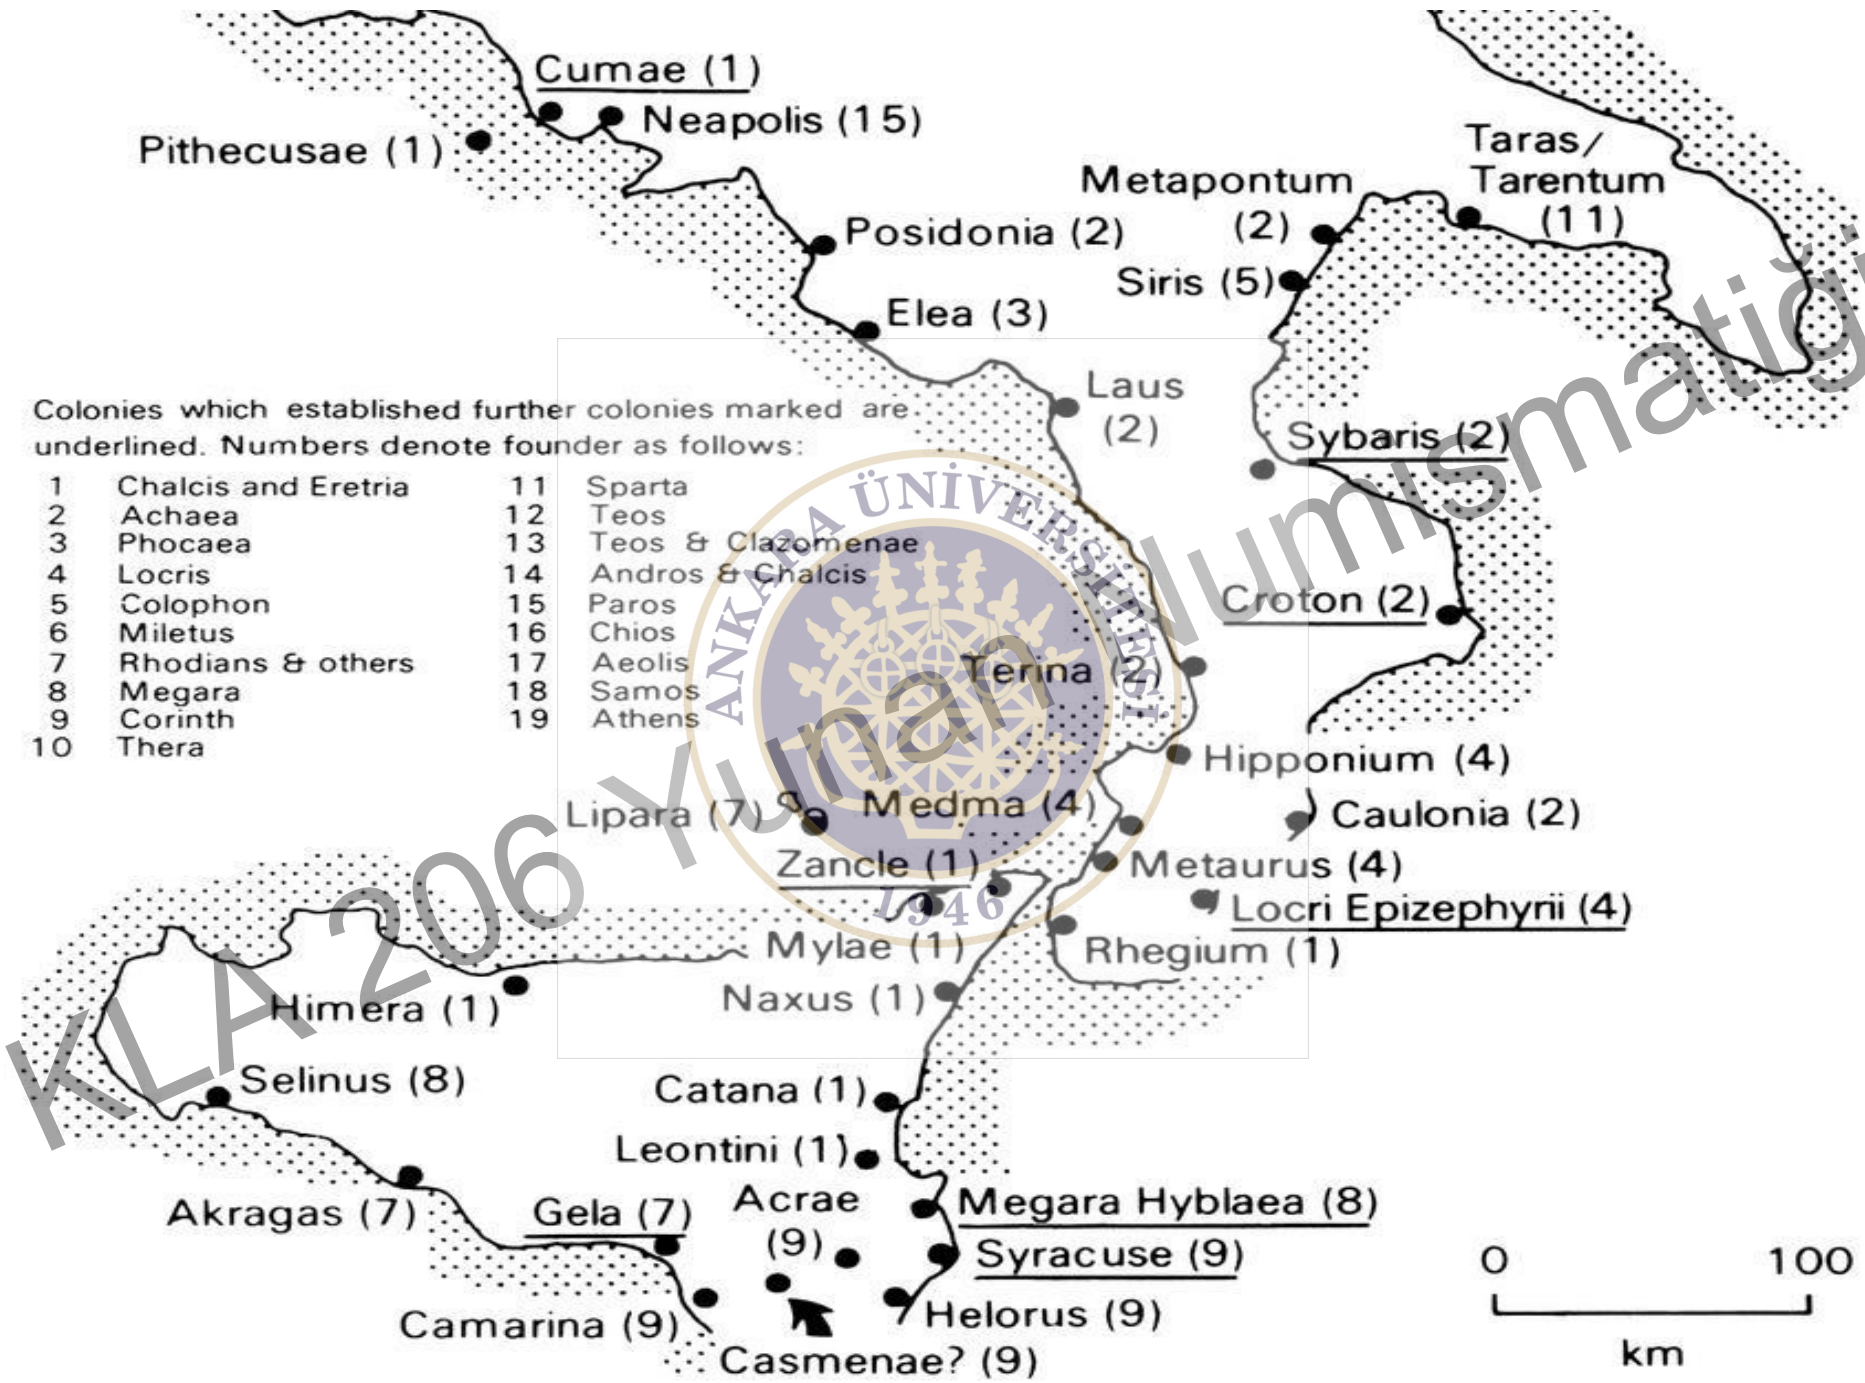 Cumae (1)
Neapolis (15)
Pithecusae (1)
Taras/
Tarentum
(11)
Metapontum
(2)
Posidonia (2)
Siris (5)
Elea (3)
Laus
(2)
Colonies which established further colonies marked are
underlined. Numbers denote founder as follows:
1 Chalcis and Eretria
2 Achaea
3 Phocaea
4 Locris
5 Colophon
6 Miletus
7 Rhodians & others
8 Megara
9 Corinth
10 Thera
11 Sparta
12 Teos
13 Teos & Clazomenae
14 Andros & Chalcis
15 Paros
16 Chios
17 Aeolis
18 Samos
19 Athens
Sybaris (2)
Croton (2)
Terina (2)
Hipponium (4)
Lipara (7)
Medma (4)
Caulonia (2)
Zancle (1)
Metaurus (4)
Locri Epizephyrii (4)
Mylae (1)
Rhegium (1)
Naxus (1)
Himera (1)
Selinus (8)
Catana (1)
Leontini (1)
Akragas (7)
Gela (7)
Acrae
(9)
Megara Hyblaea (8)
Syracuse (9)
Camarina (9)
Helorus (9)
Casmenae? (9)
0 100
km
ANKARA ÜNİVERSİTESİ
1946
KLA 206 Yunan Numismatiği